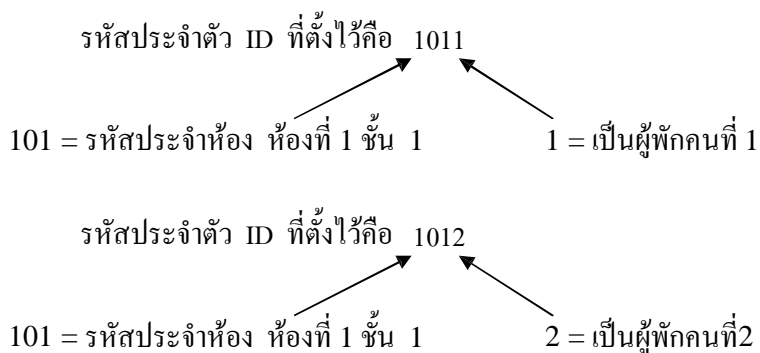 รหัสประจำตัว ID ที่ตั้งไว้คือ 1011
101 = รหัสประจำห้อง ห้องที่ 1 ชั้น 1 1 = เป็นผู้พักคนที่ 1
รหัสประจำตัว ID ที่ตั้งไว้คือ 1012
101 = รหัสประจำห้อง ห้องที่ 1 ชั้น 1 2 = เป็นผู้พักคนที่2